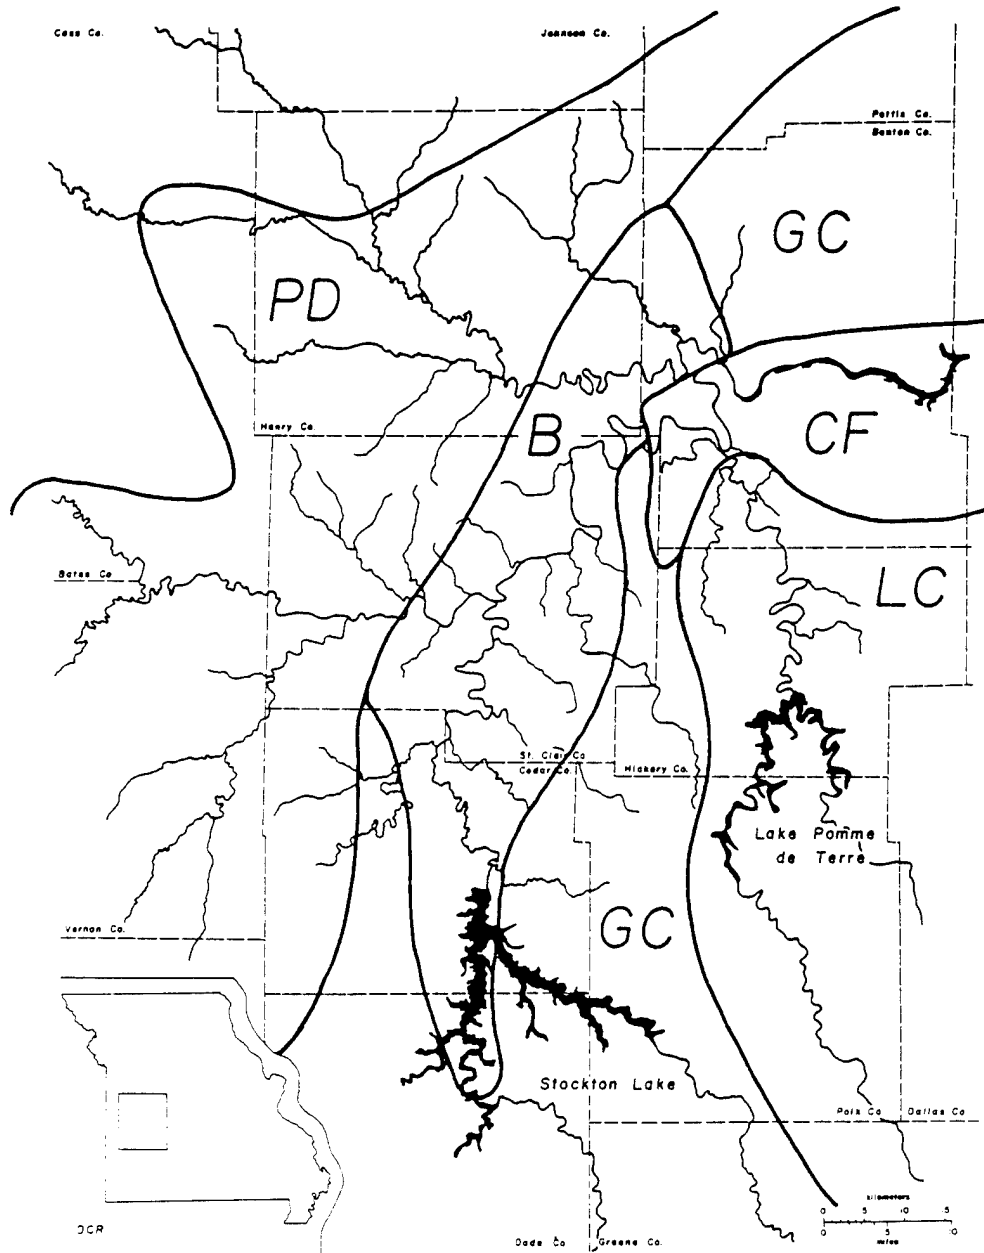 Cass Co.
Johnson Co.
Pettis Co.
Benton Co.
GC
PD
Henry Co.
B
CF
Bates Co
LC
St. Clair Co
Cedar Co.
Hickory Co.
Lake Pomme
de Terre
Vernon Co.
GC
Stockton Lake
Polk Co
Dallas Co
kilometers
0 5 10 15
0 10
miles
Dade Co
Greene Co.